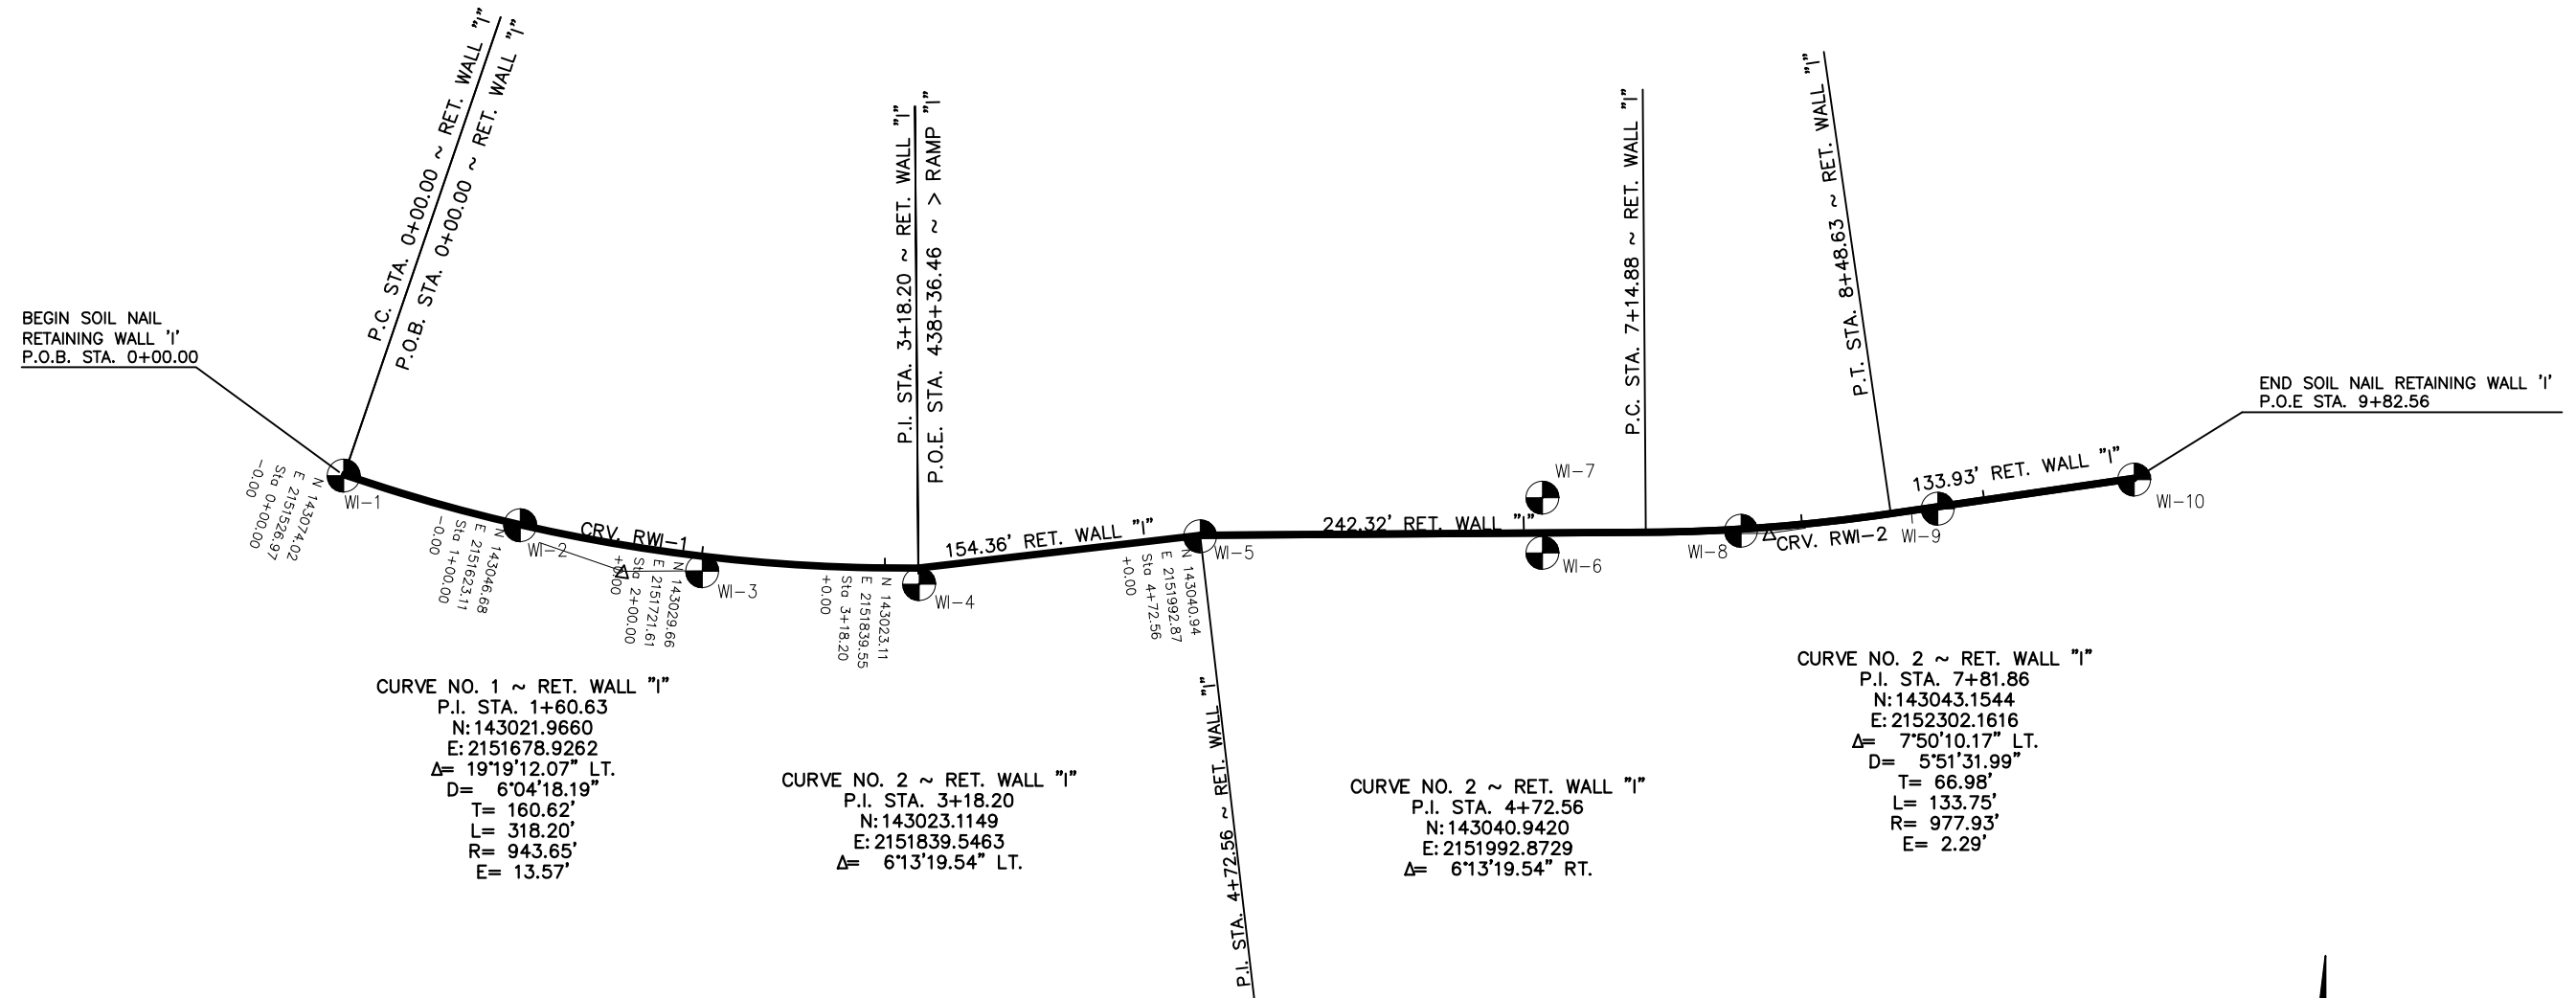 P.C. STA. 0+00.00 ~ RET. WALL "I"
P.O.B. STA. 0+00.00 ~ RET. WALL "I"
P.I. STA. 3+18.20 ~ RET. WALL "I"
P.O.E. STA. 438+36.46 ~ > RAMP "I"
P.C. STA. 7+14.88 ~ RET. WALL "I"
P.T. STA. 8+48.63 ~ RET. WALL "I"
BEGIN SOIL NAIL
RETAINING WALL 'I'
P.O.B. STA. 0+00.00
END SOIL NAIL RETAINING WALL 'I'
P.O.E STA. 9+82.56
WI-1
N 143074.02
E 2151526.97
Sta 0+00.00
-0.00
WI-2
N 143046.68
E 2151623.11
Sta 1+00.00
-0.00
CRV. RWI-1
WI-3
N 143029.66
E 2151721.61
Sta 2+00.00
+0.00
WI-4
N 143023.11
E 2151839.55
Sta 3+18.20
+0.00
154.36' RET. WALL "I"
WI-5
N 143040.94
E 2151992.87
Sta 4+72.56
+0.00
242.32' RET. WALL "I"
WI-7
WI-6
WI-8
Δ
CRV. RWI-2
WI-9
133.93' RET. WALL "I"
WI-10
P.I. STA. 4+72.56 ~ RET. WALL "I"
CURVE NO. 1 ~ RET. WALL "I"
P.I. STA. 1+60.63
N:143021.9660
E:2151678.9262
Δ= 19°19'12.07" LT.
D= 6°04'18.19"
T= 160.62'
L= 318.20'
R= 943.65'
E= 13.57'
CURVE NO. 2 ~ RET. WALL "I"
P.I. STA. 3+18.20
N:143023.1149
E:2151839.5463
Δ= 6°13'19.54" LT.
CURVE NO. 2 ~ RET. WALL "I"
P.I. STA. 4+72.56
N:143040.9420
E:2151992.8729
Δ= 6°13'19.54" RT.
CURVE NO. 2 ~ RET. WALL "I"
P.I. STA. 7+81.86
N:143043.1544
E:2152302.1616
Δ= 7°50'10.17" LT.
D= 5°51'31.99"
T= 66.98'
L= 133.75'
R= 977.93'
E= 2.29'